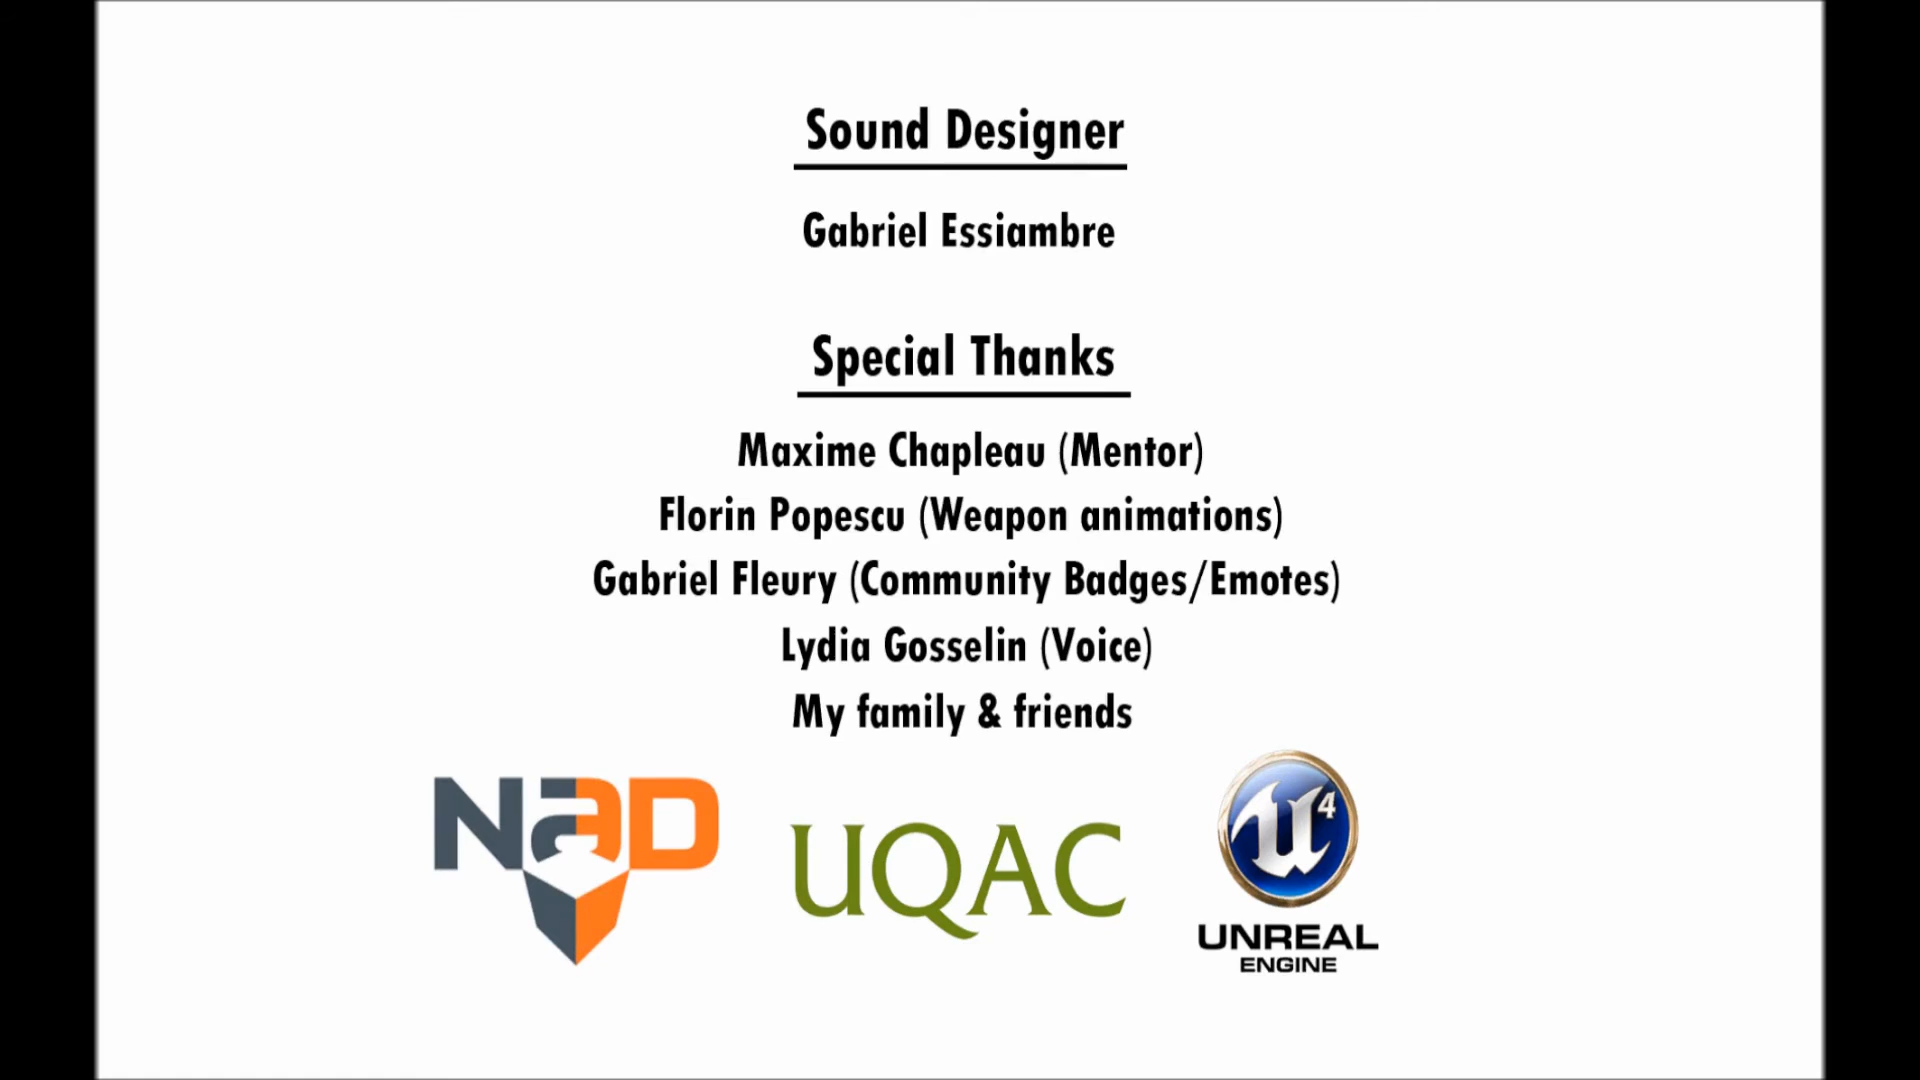 Sound Designer
Gabriel Essiambre
Special Thanks
Maxime Chapleau (Mentor)
Florin Popescu (Weapon animations)
Gabriel Fleury (Community Badges/Emotes)
Lydia Gosselin (Voice)
My family & friends
NAD
UQAC
U4
UNREAL
ENGINE